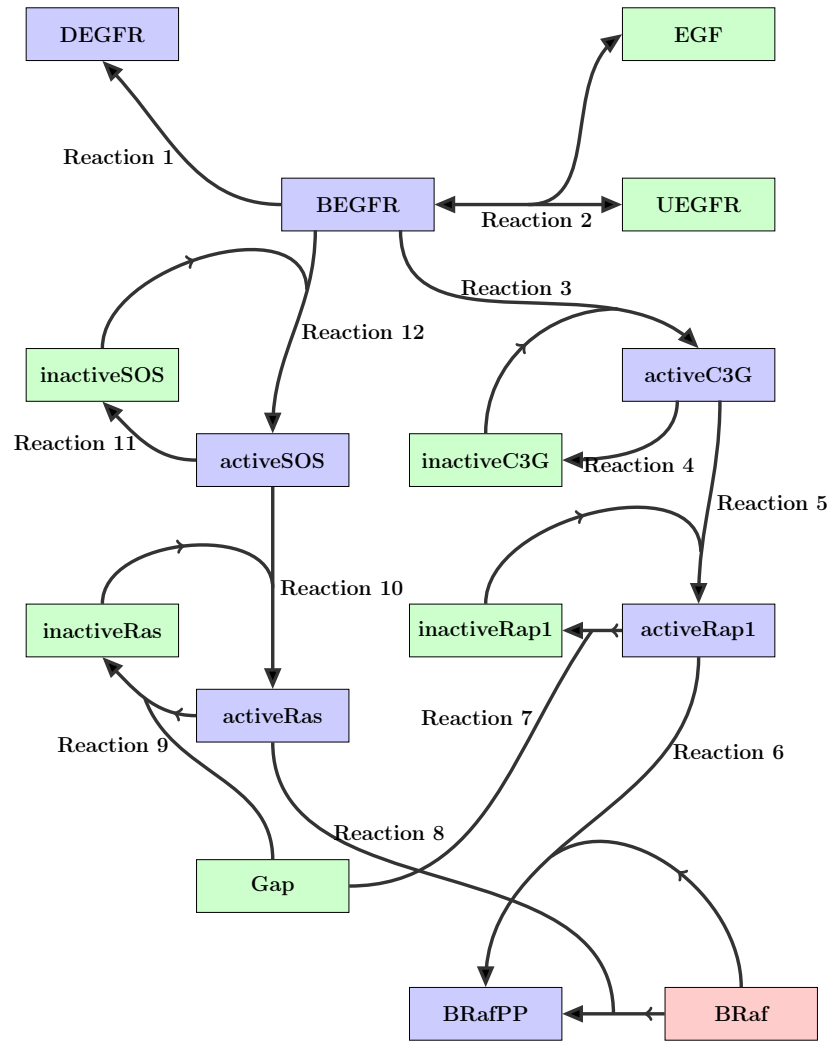 DEGFR
EGF
Reaction 1
BEGFR
UEGFR
Reaction 2
Reaction 3
Reaction 12
inactiveSOS
activeC3G
Reaction 11
activeSOS
inactiveC3G
Reaction 4
Reaction 5
Reaction 10
inactiveRas
inactiveRap1
activeRap1
activeRas
Reaction 7
Reaction 9
Reaction 6
Reaction 8
Gap
BRafPP
BRaf